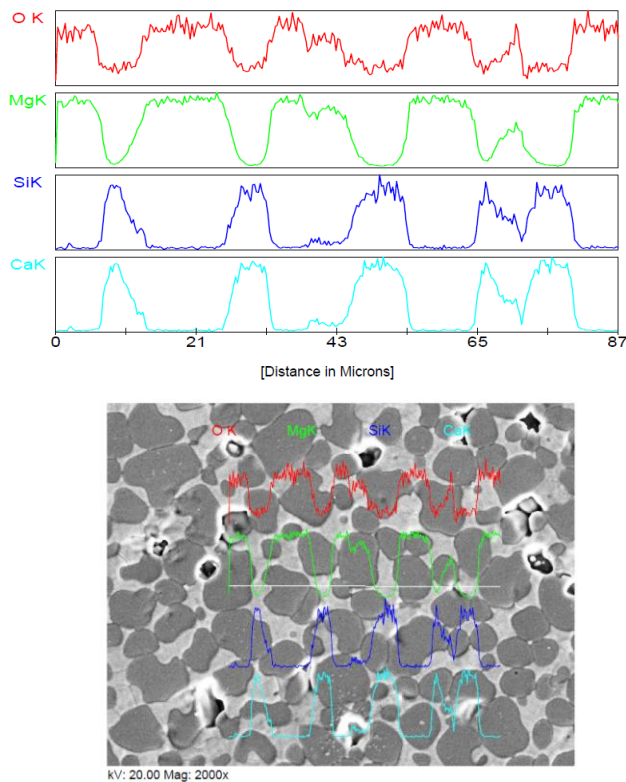 O K
MgK
SiK
CaK
0 21 43 65 87
[Distance in Microns]
O K MgK SiK CaK
kV: 20.00 Mag: 2000x